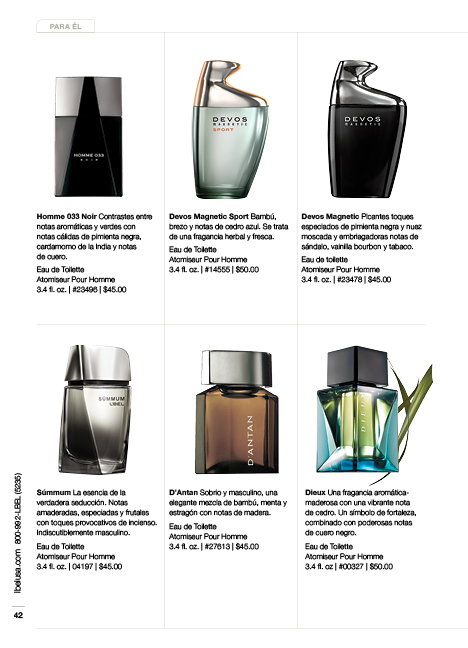 PARA ÉL
HOMME 033
NOIR
DEVOS
MAGNETIC
SPORT
DEVOS
MAGNETIC
Homme 033 Noir Contrastes entre
notas aromáticas y verdes con
notas cálidas de pimienta negra,
cardamomo de la India y notas
de cuero.
Eau de Toilette
Atomiseur Pour Homme
3.4 fl. oz. | #23496 | $45.00
Devos Magnetic Sport Bambú,
brezo y notas de cedro azul. Se trata
de una fragancia herbal y fresca.
Eau de Toilette
Atomiseur Pour Homme
3.4 fl. oz. | #14555 | $50.00
Devos Magnetic Picantes toques
especiados de pimienta negra y nuez
moscada y embriagadoras notas de
sándalo, vainilla bourbon y tabaco.
Eau de toilette
Atomiseur Pour Homme
3.4 fl. oz. | #23478 | $45.00
SÜMMUM
L'BEL
D'ANTAN
DIEUX
Súmmum La esencia de la
verdadera seducción. Notas
amaderadas, especiadas y frutales
con toques provocativos de incienso.
Indiscutiblemente masculino.
Eau de Toilette
Atomiseur Pour Homme
3.4 fl. oz. | 04197 | $45.00
D'Antan Sobrio y masculino, una
elegante mezcla de bambú, menta y
estragón con notas de madera.
Eau de Toilette
Atomiseur Pour Homme
3.4 fl. oz. | #27613 | $45.00
Dieux Una fragancia aromática-
maderosa con una vibrante nota
de cedro. Un símbolo de fortaleza,
combinado con poderosas notas
de cuero negro.
Eau de Toilette
Atomiseur Pour Homme
3.4 fl oz | #00327 | $50.00
lbelusa.com 800-992-LBEL (5235)
42